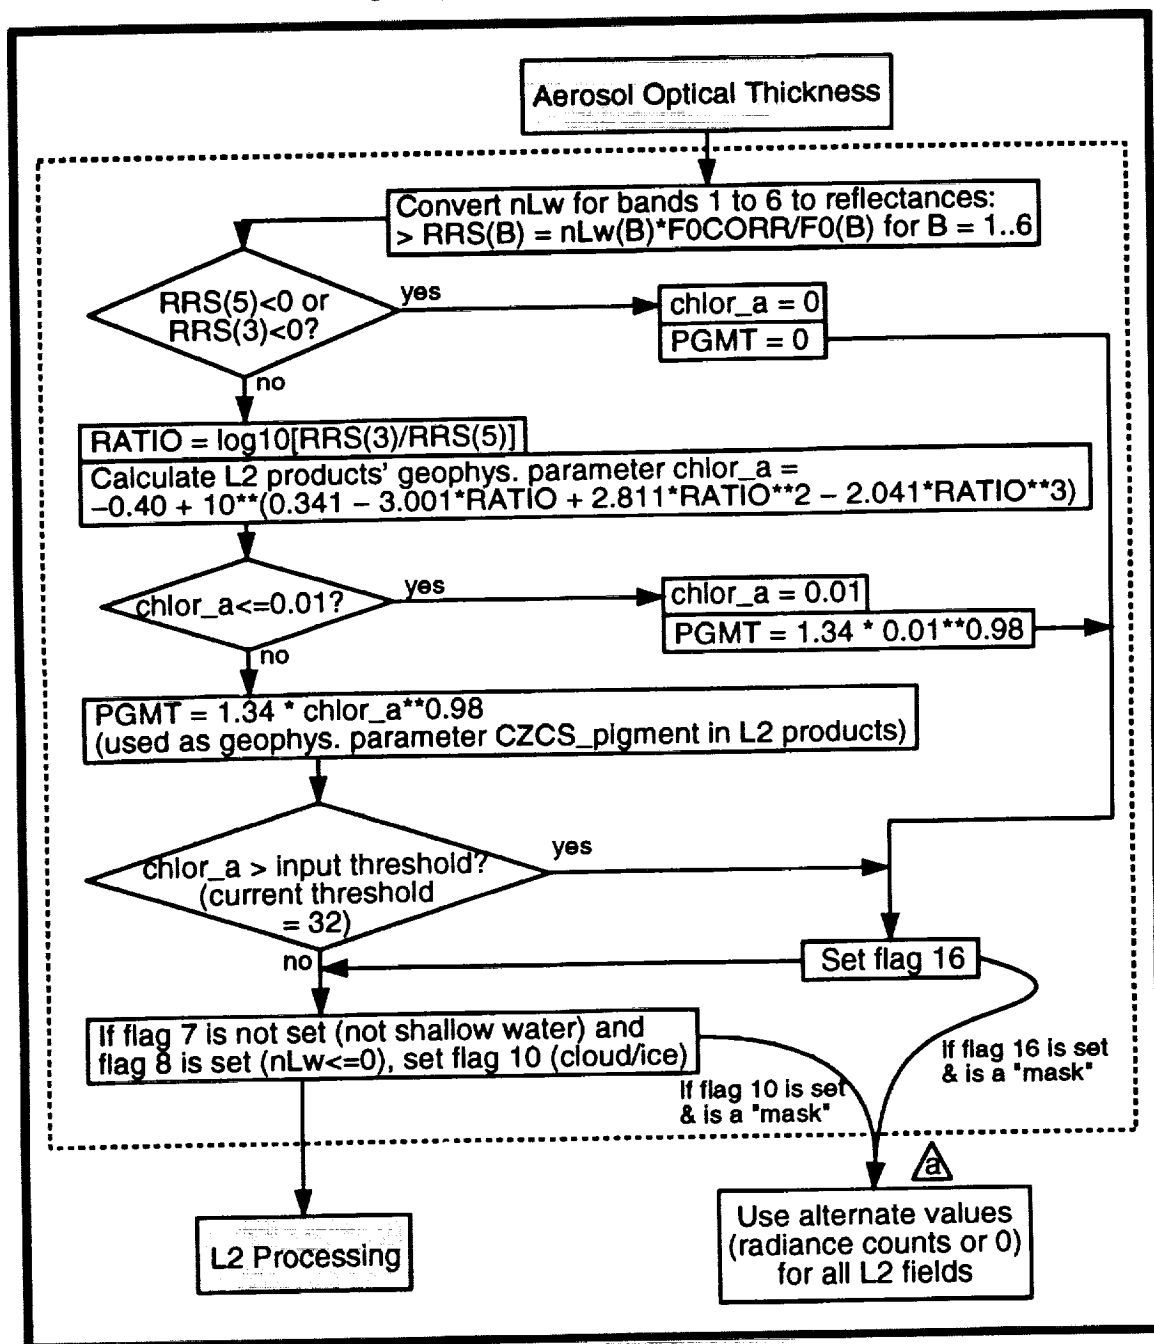 Aerosol Optical Thickness
Convert nLw for bands 1 to 6 to reflectances:
> RRS(B) = nLw(B)*F0CORR/F0(B) for B = 1..6
RRS(5)<0 or
RRS(3)<0?
yes
chlor_a = 0
PGMT = 0
no
RATIO = log10[RRS(3)/RRS(5)]
Calculate L2 products' geophys. parameter chlor_a =
−0.40 + 10**(0.341 − 3.001*RATIO + 2.811*RATIO**2 − 2.041*RATIO**3)
chlor_a<=0.01?
yes
chlor_a = 0.01
PGMT = 1.34 * 0.01**0.98
no
PGMT = 1.34 * chlor_a**0.98
(used as geophys. parameter CZCS_pigment in L2 products)
chlor_a > input threshold?
(current threshold
= 32)
yes
no
Set flag 16
If flag 7 is not set (not shallow water) and
flag 8 is set (nLw<=0), set flag 10 (cloud/ice)
If flag 16 is set
& is a "mask"
If flag 10 is set
& is a "mask"
a
L2 Processing
Use alternate values
(radiance counts or 0)
for all L2 fields